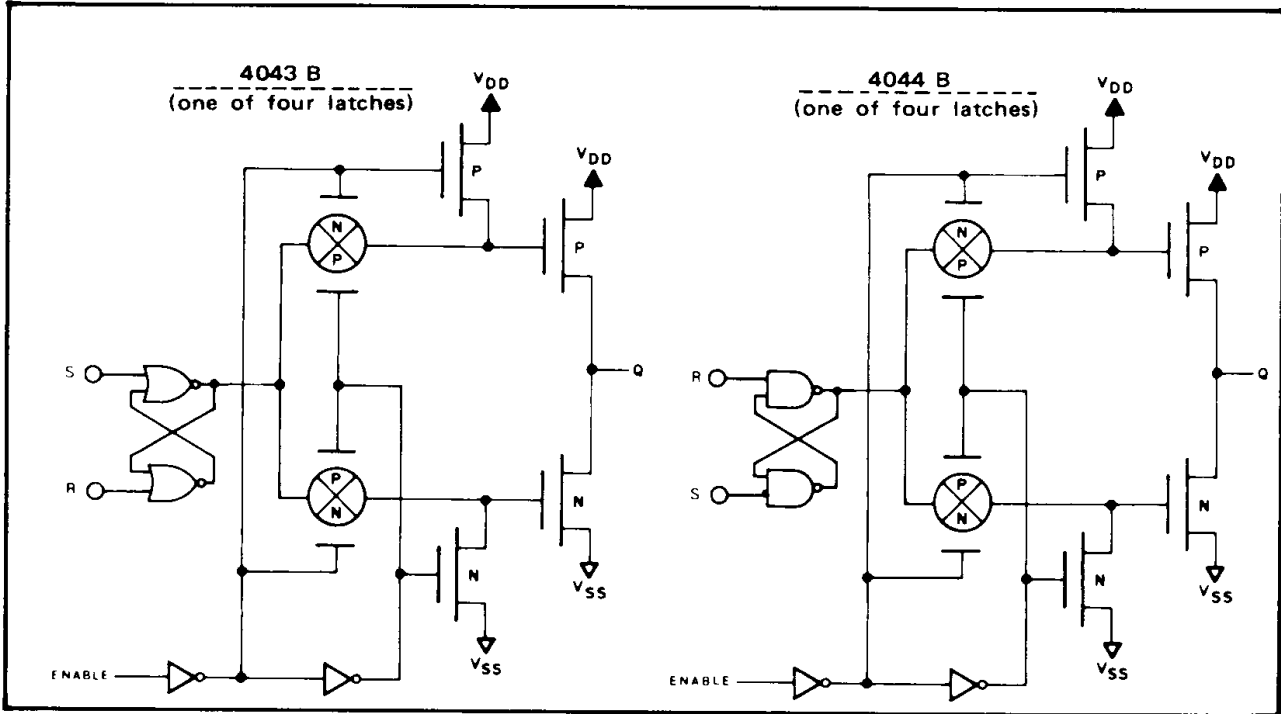 4043 B
(one of four latches)
VDD
P
VDD
N
P
P
S
Q
R
P
N
N
N
VSS
VSS
ENABLE
4044 B
(one of four latches)
VDD
P
VDD
N
P
P
R
Q
S
P
N
N
N
VSS
VSS
ENABLE